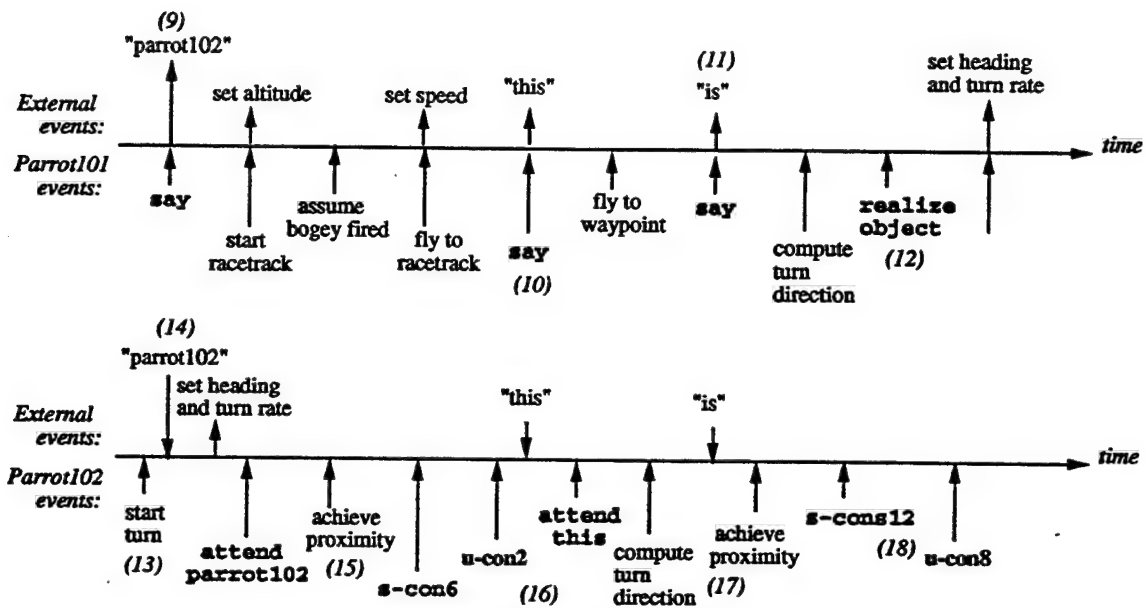 (9)
"parrot102"
External
events:
set altitude
set speed
"this"
(11)
"is"
set heading
and turn rate
time
Parrot101
events:
say
start
racetrack
assume
bogey fired
fly to
racetrack
say
(10)
fly to
waypoint
say
compute
turn
direction
realize
object
(12)
(14)
"parrot102"
External
events:
set heading
and turn rate
"this"
"is"
time
Parrot102
events:
start
turn
(13)
attend
parrot102
achieve
proximity
(15)
s-con6
u-con2
(16)
attend
this
compute
turn
direction
achieve
proximity
(17)
s-cons12
(18)
u-con8